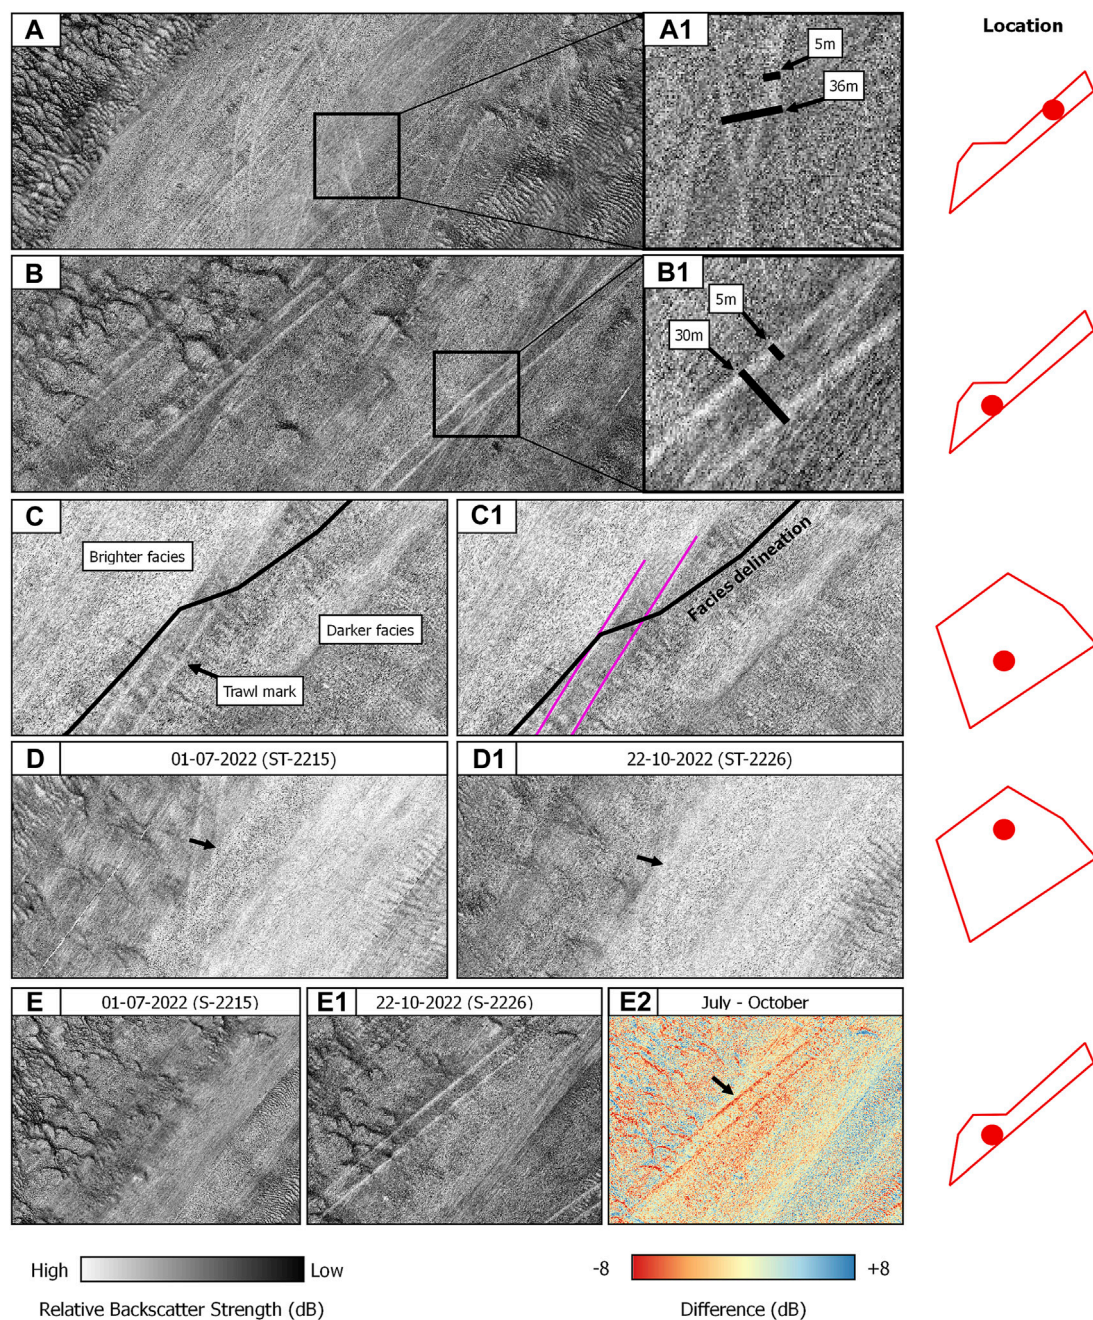 A
A1
5m
36m
Location
B
B1
5m
30m
C
Brighter facies
Darker facies
Trawl mark
C1
Facies delineation
D
01-07-2022 (ST-2215)
D1
22-10-2022 (ST-2226)
E
01-07-2022 (S-2215)
E1
22-10-2022 (S-2226)
E2
July - October
High
Low
Relative Backscatter Strength (dB)
-8
+8
Difference (dB)